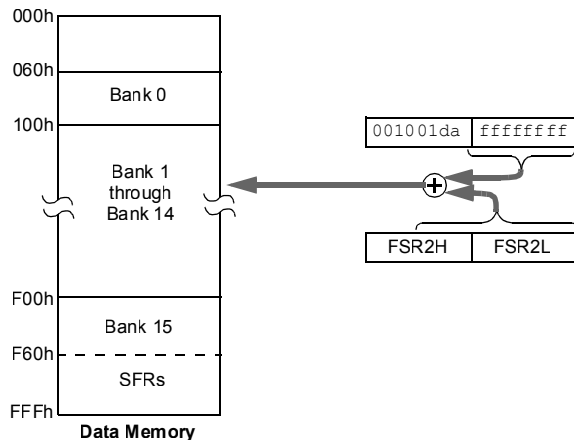 000h
060h
Bank 0
100h
001001da ffffffff
Bank 1
through
Bank 14
FSR2H FSR2L
F00h
Bank 15
F60h
SFRs
FFFh
Data Memory